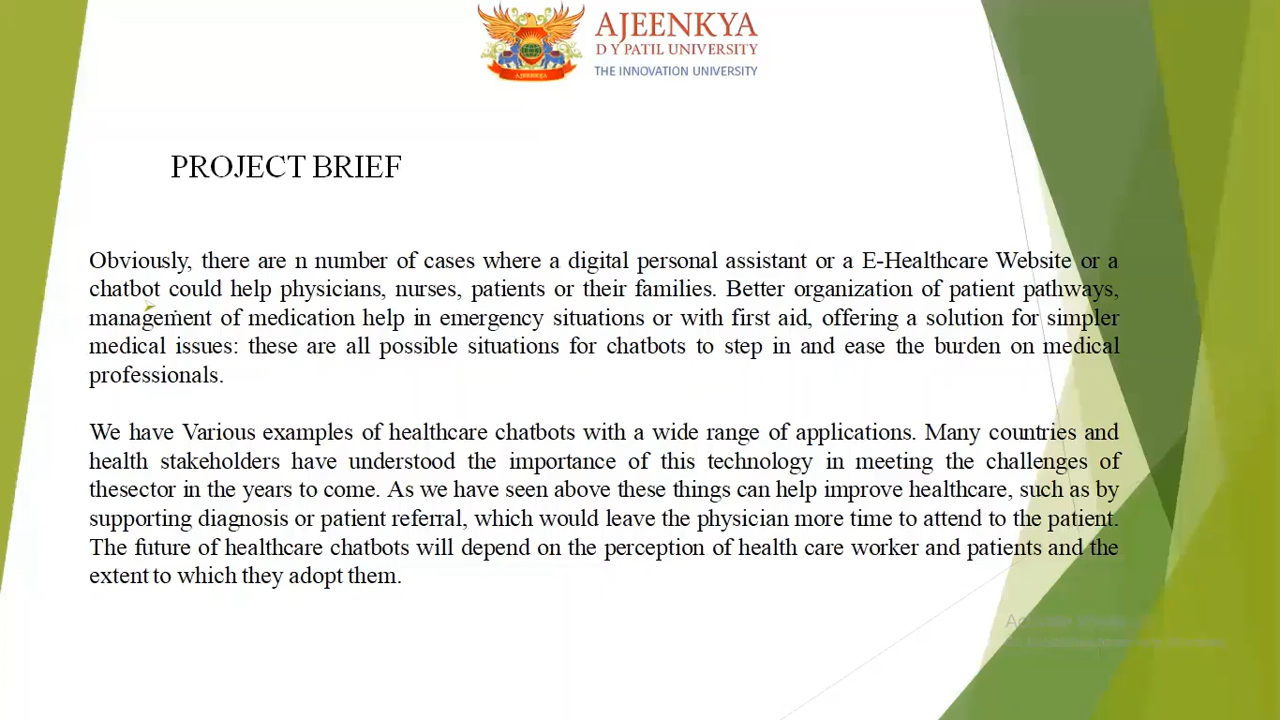 AJEENKYA
D Y PATIL UNIVERSITY
THE INNOVATION UNIVERSITY
AJEENKYA
PROJECT BRIEF
Obviously, there are n number of cases where a digital personal assistant or a E-Healthcare Website or a
chatbot could help physicians, nurses, patients or their families. Better organization of patient pathways,
management of medication help in emergency situations or with first aid, offering a solution for simpler
medical issues: these are all possible situations for chatbots to step in and ease the burden on medical
professionals.
We have Various examples of healthcare chatbots with a wide range of applications. Many countries and
health stakeholders have understood the importance of this technology in meeting the challenges of
thesector in the years to come. As we have seen above these things can help improve healthcare, such as by
supporting diagnosis or patient referral, which would leave the physician more time to attend to the patient.
The future of healthcare chatbots will depend on the perception of health care worker and patients and the
extent to which they adopt them.